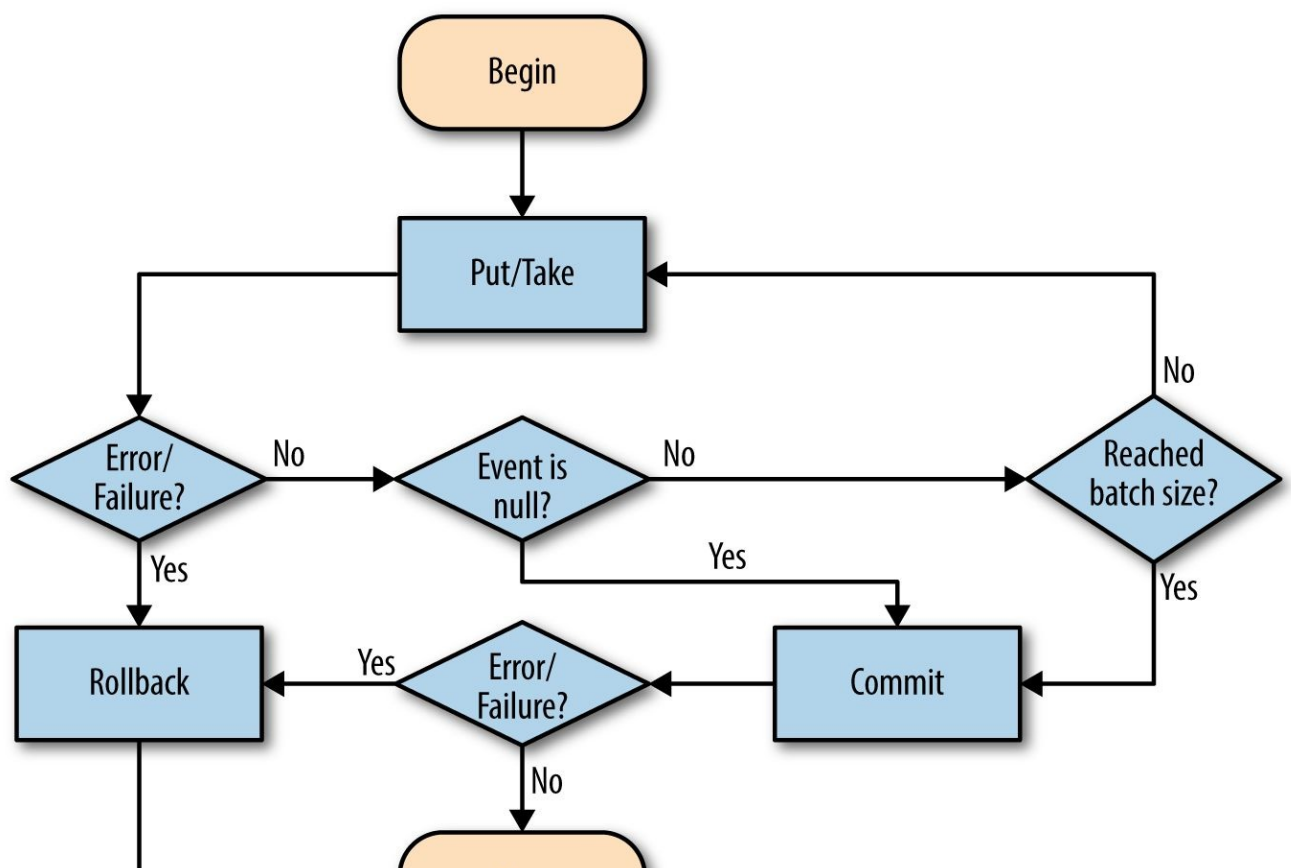 Begin
Put/Take
No
Error/
Failure?
No
Event is
null?
No
Reached
batch size?
Yes
Yes
Yes
Rollback
Yes
Error/
Failure?
Commit
No